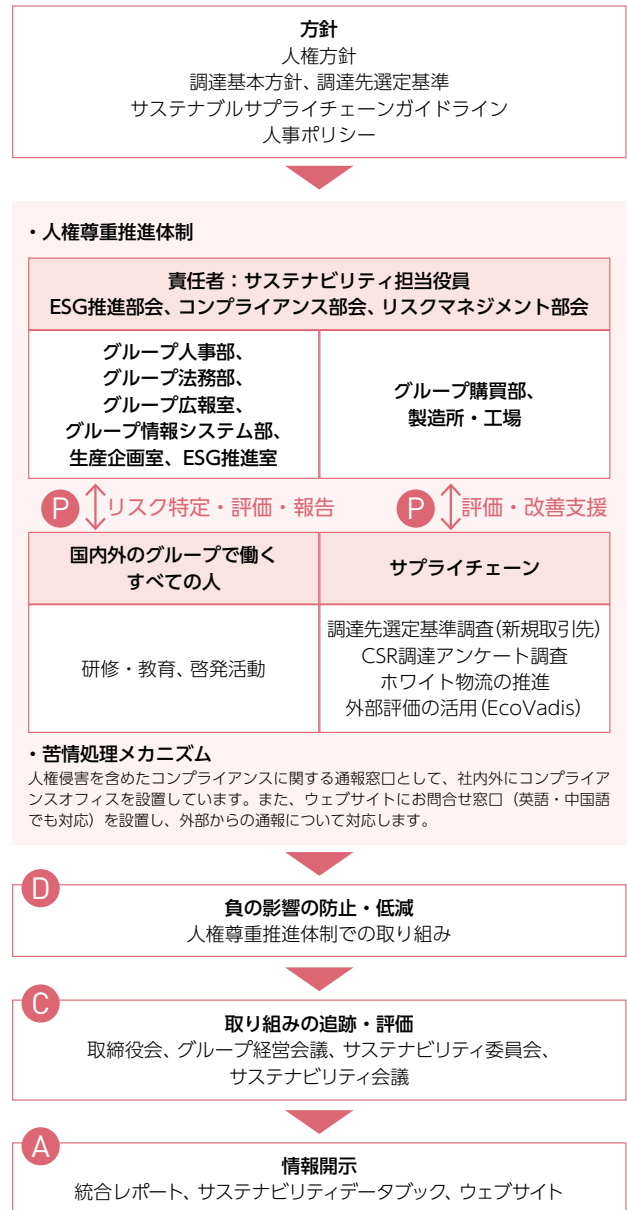 方針
人権方針
調達基本方針、調達先選定基準
サステナブルサプライチェーンガイドライン
人事ポリシー
・人権尊重推進体制
責任者：サステナビリティ担当役員
ESG推進部会、コンプライアンス部会、リスクマネジメント部会
グループ人事部、
グループ法務部、
グループ広報室、
グループ情報システム部、
生産企画室、ESG推進室
グループ購買部、
製造所・工場
P リスク特定・評価・報告
P 評価・改善支援
国内外のグループで働く
すべての人
サプライチェーン
研修・教育、啓発活動
調達先選定基準調査（新規取引先）
CSR調達アンケート調査
ホワイト物流の推進
外部評価の活用（EcoVadis）
・苦情処理メカニズム
人権侵害を含めたコンプライアンスに関する通報窓口として、社内外にコンプライア
ンスオフィスを設置しています。また、ウェブサイトにお問合せ窓口（英語・中国語
でも対応）を設置し、外部からの通報について対応します。
D
負の影響の防止・低減
人権尊重推進体制での取り組み
C
取り組みの追跡・評価
取締役会、グループ経営会議、サステナビリティ委員会、
サステナビリティ会議
A
情報開示
統合レポート、サステナビリティデータブック、ウェブサイト